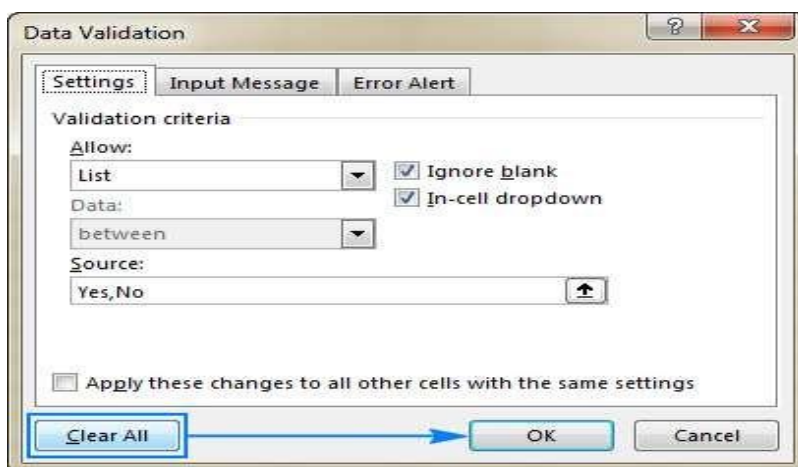 Data Validation
Settings Input Message Error Alert
Validation criteria
Allow:
List
Ignore blank
Data:
In-cell dropdown
between
Source:
Yes,No
Apply these changes to all other cells with the same settings
Clear All OK Cancel